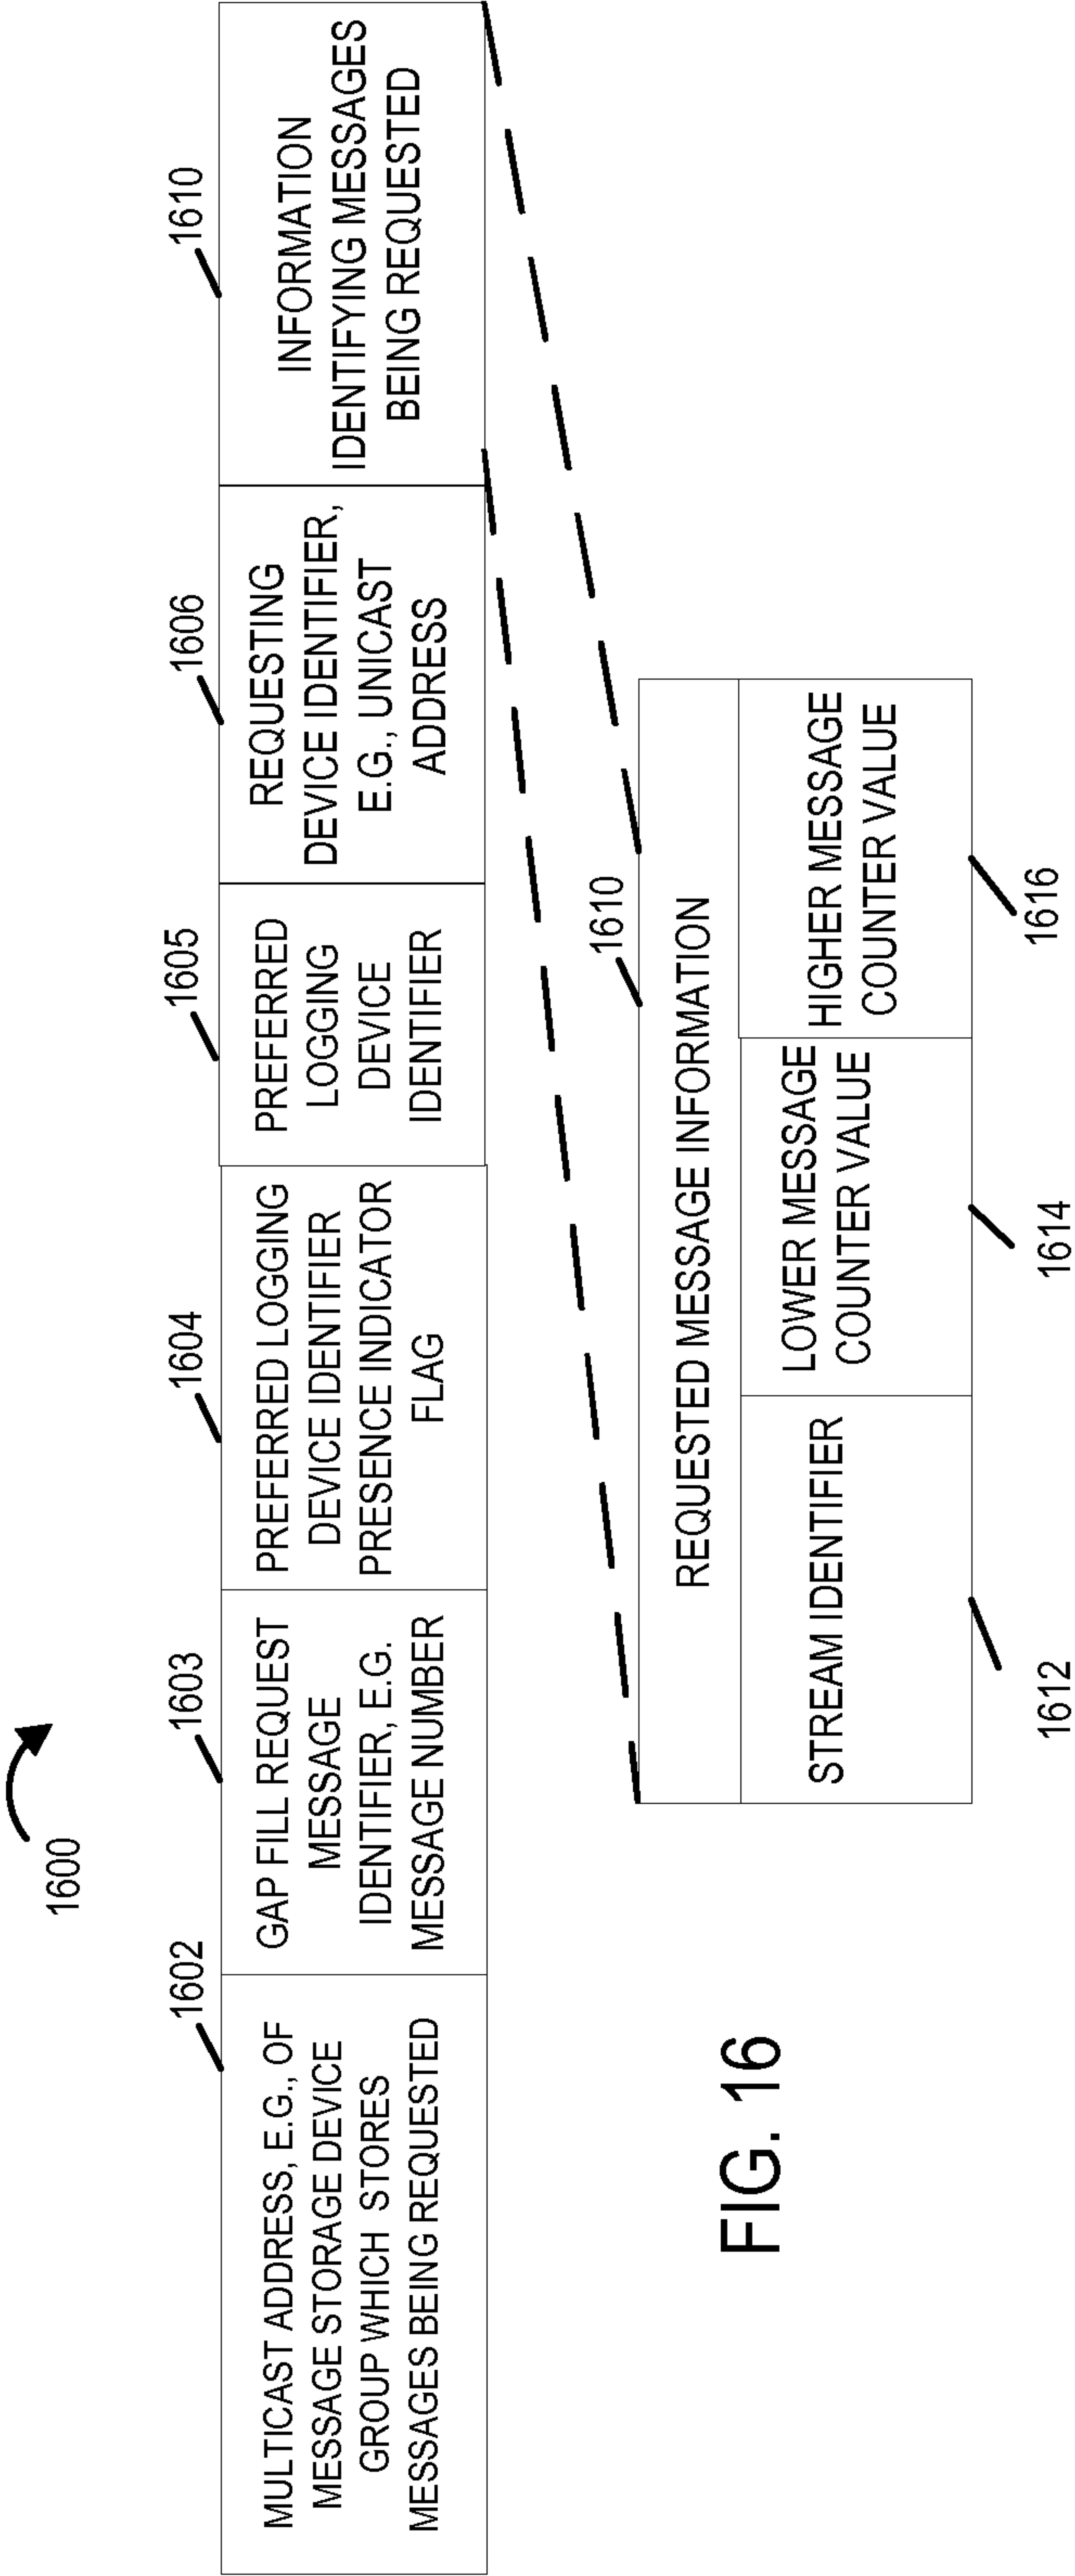 1600
1602
1603
1604
1605
1606
1610
MULTICAST ADDRESS, E.G., OF
MESSAGE STORAGE DEVICE
GROUP WHICH STORES
MESSAGES BEING REQUESTED
GAP FILL REQUEST
MESSAGE
IDENTIFIER, E.G.
MESSAGE NUMBER
PREFERRED LOGGING
DEVICE IDENTIFIER
PRESENCE INDICATOR
FLAG
PREFERRED
LOGGING
DEVICE
IDENTIFIER
REQUESTING
DEVICE IDENTIFIER,
E.G., UNICAST
ADDRESS
INFORMATION
IDENTIFYING MESSAGES
BEING REQUESTED
1610
REQUESTED MESSAGE INFORMATION
STREAM IDENTIFIER
LOWER MESSAGE
COUNTER VALUE
HIGHER MESSAGE
COUNTER VALUE
1612
1614
1616
FIG. 16